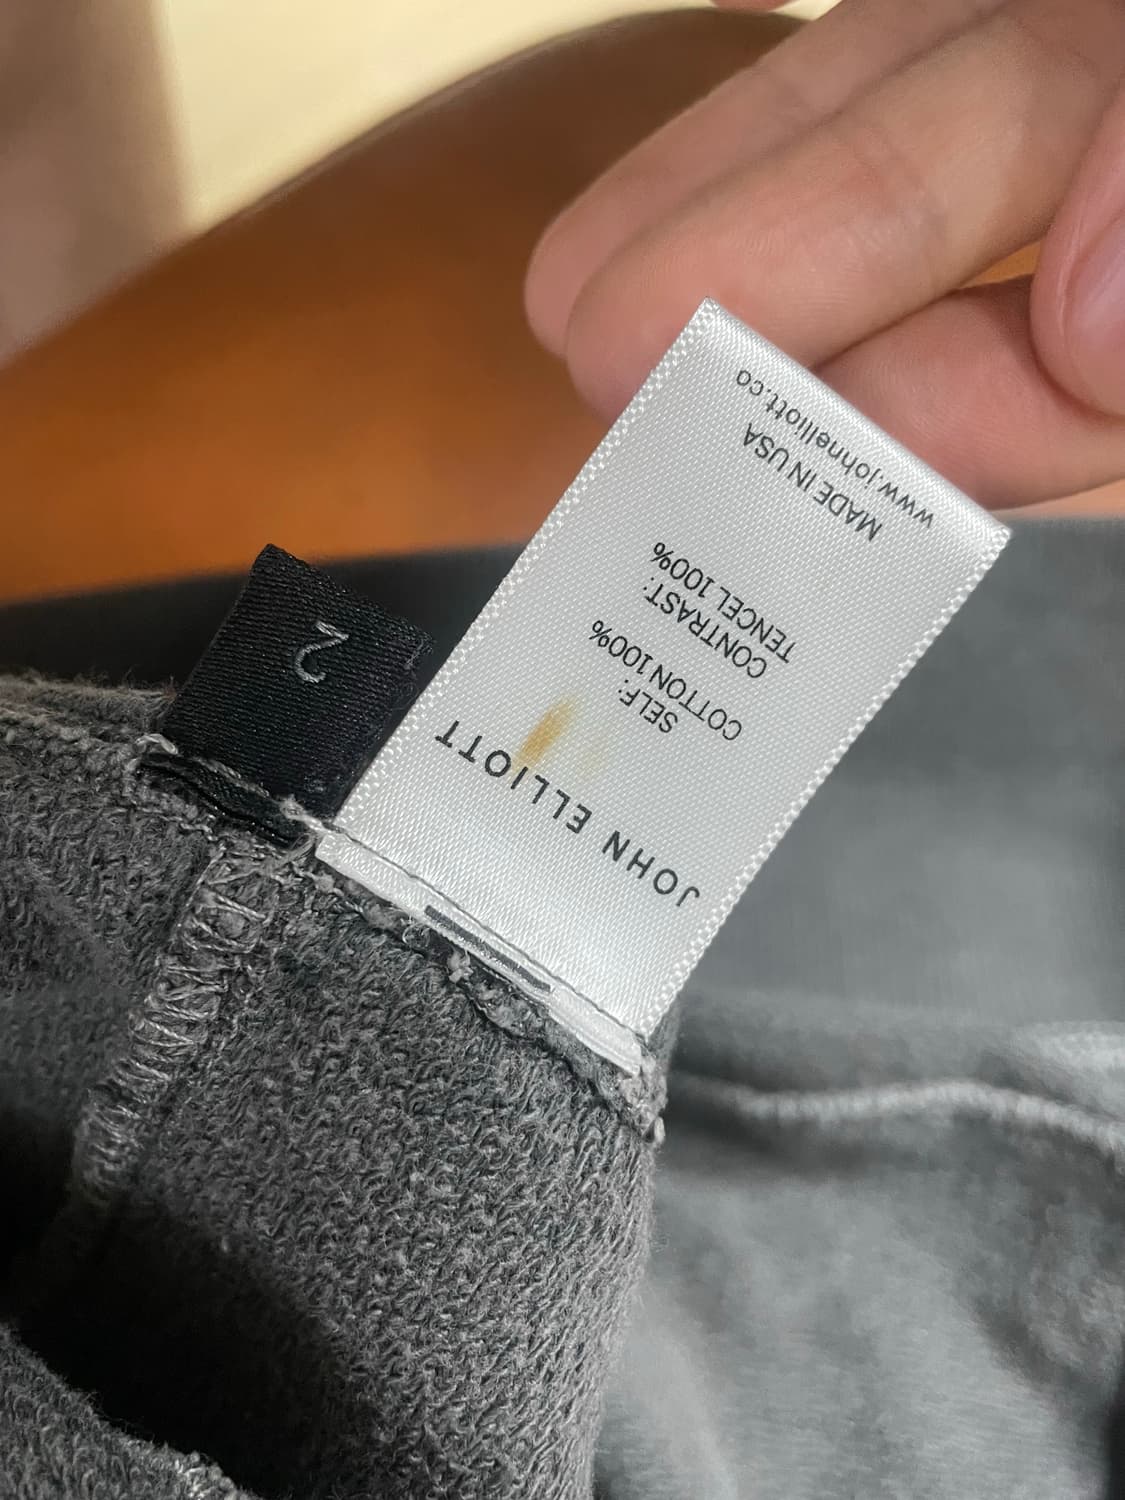 JOHN ELLIOTT
SELF:
COTTON 100%
CONTRAST:
TENCEL 100%
MADE IN USA
www.johnelliott.co
2